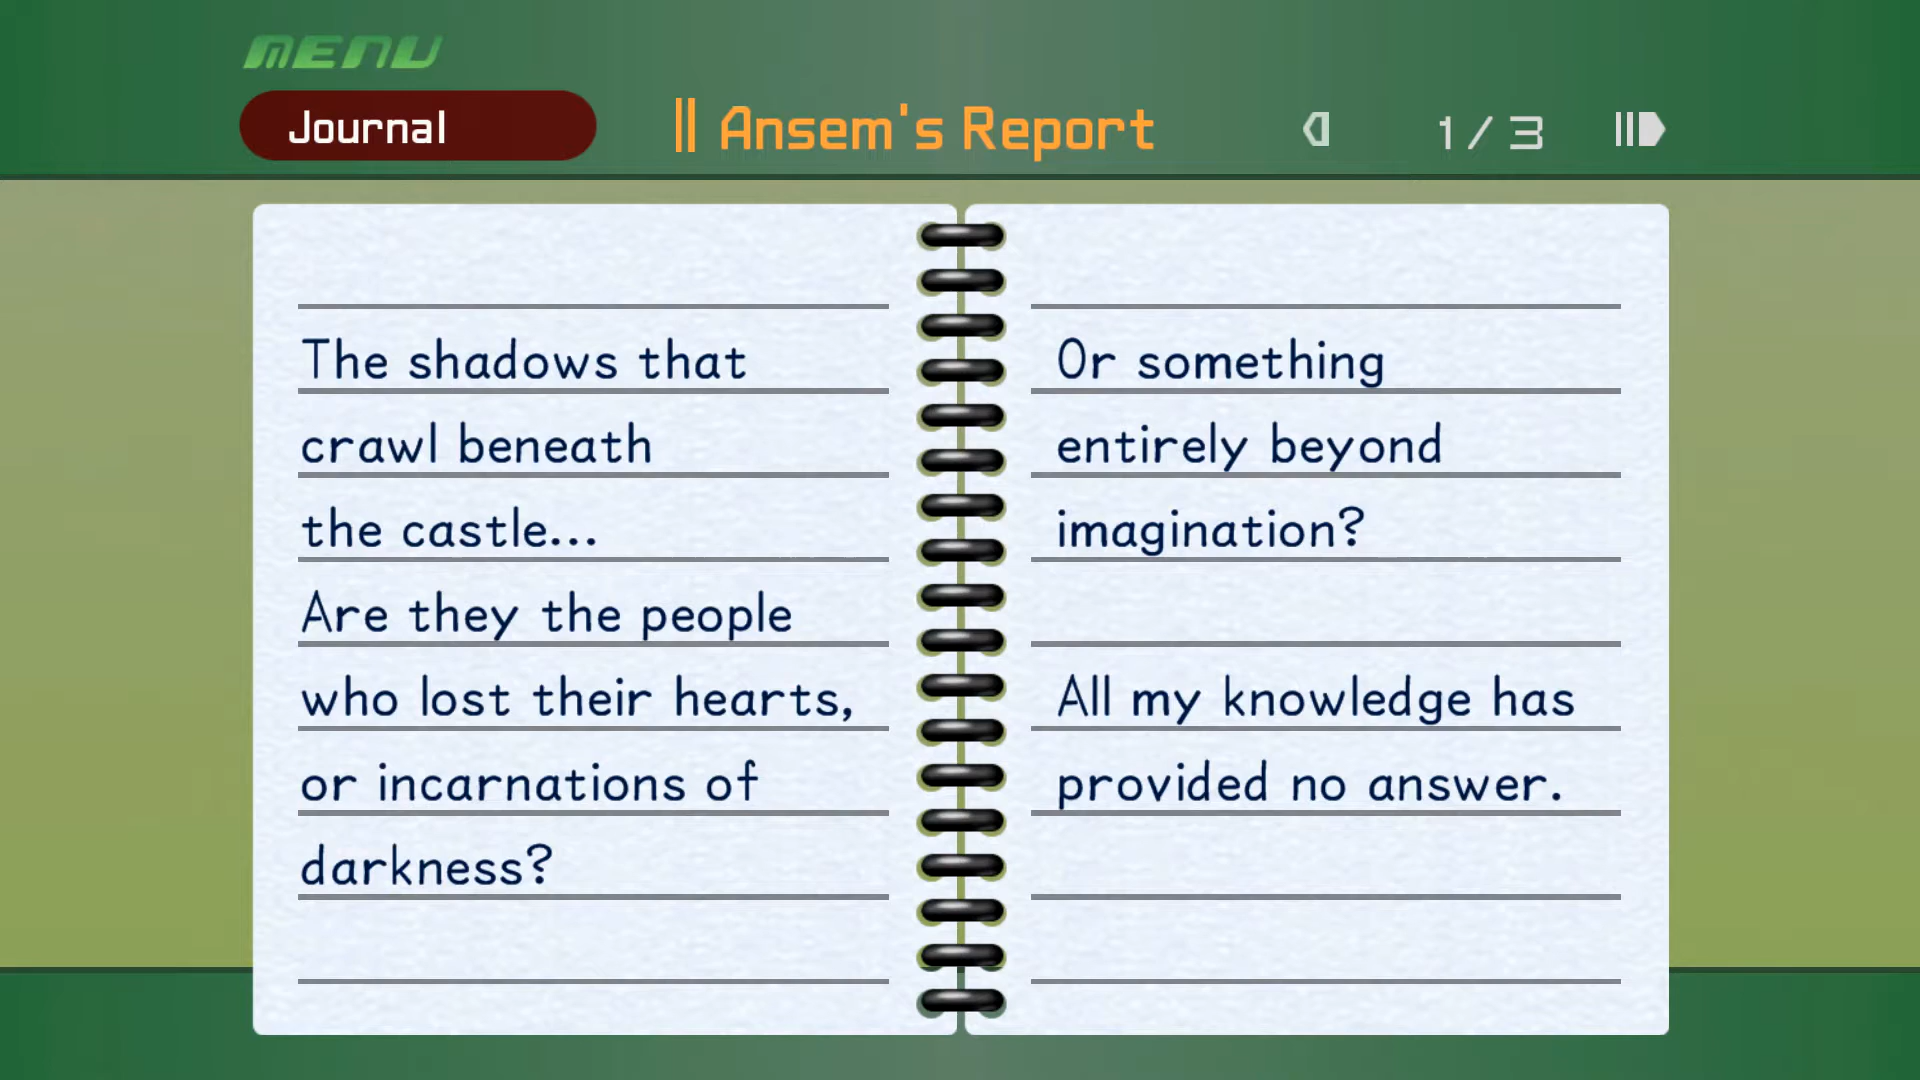 MENU
Journal
Ansem's Report
1 / 3
The shadows that
crawl beneath
the castle...
Are they the people
who lost their hearts,
or incarnations of
darkness?
Or something
entirely beyond
imagination?
All my knowledge has
provided no answer.